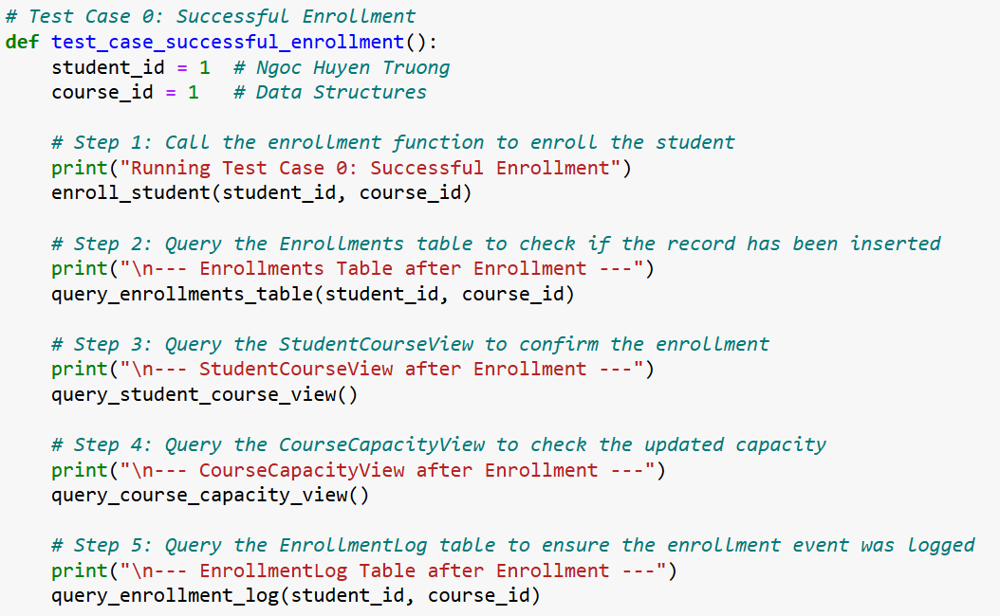 # Test Case 0: Successful Enrollment
def test_case_successful_enrollment():
    student_id = 1  # Ngoc Huyen Truong
    course_id = 1   # Data Structures

    # Step 1: Call the enrollment function to enroll the student
    print("Running Test Case 0: Successful Enrollment")
    enroll_student(student_id, course_id)

    # Step 2: Query the Enrollments table to check if the record has been inserted
    print("\n--- Enrollments Table after Enrollment ---")
    query_enrollments_table(student_id, course_id)

    # Step 3: Query the StudentCourseView to confirm the enrollment
    print("\n--- StudentCourseView after Enrollment ---")
    query_student_course_view()

    # Step 4: Query the CourseCapacityView to check the updated capacity
    print("\n--- CourseCapacityView after Enrollment ---")
    query_course_capacity_view()

    # Step 5: Query the EnrollmentLog table to ensure the enrollment event was logged
    print("\n--- EnrollmentLog Table after Enrollment ---")
    query_enrollment_log(student_id, course_id)